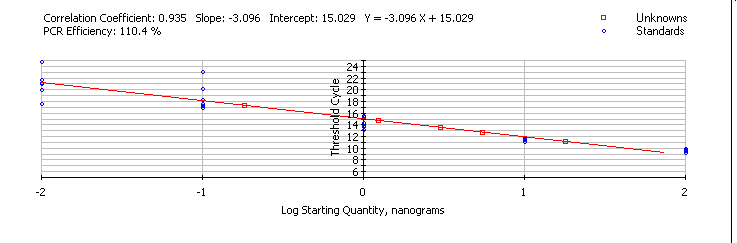 Correlation Coefficient: 0.935 Slope: -3.096 Intercept: 15.029 Y = -3.096 X + 15.029
PCR Efficiency: 110.4 %
Unknowns
Standards
Threshold Cycle
24
22
20
18
16
14
12
10
8
6
-2 -1 0 1 2
Log Starting Quantity, nanograms